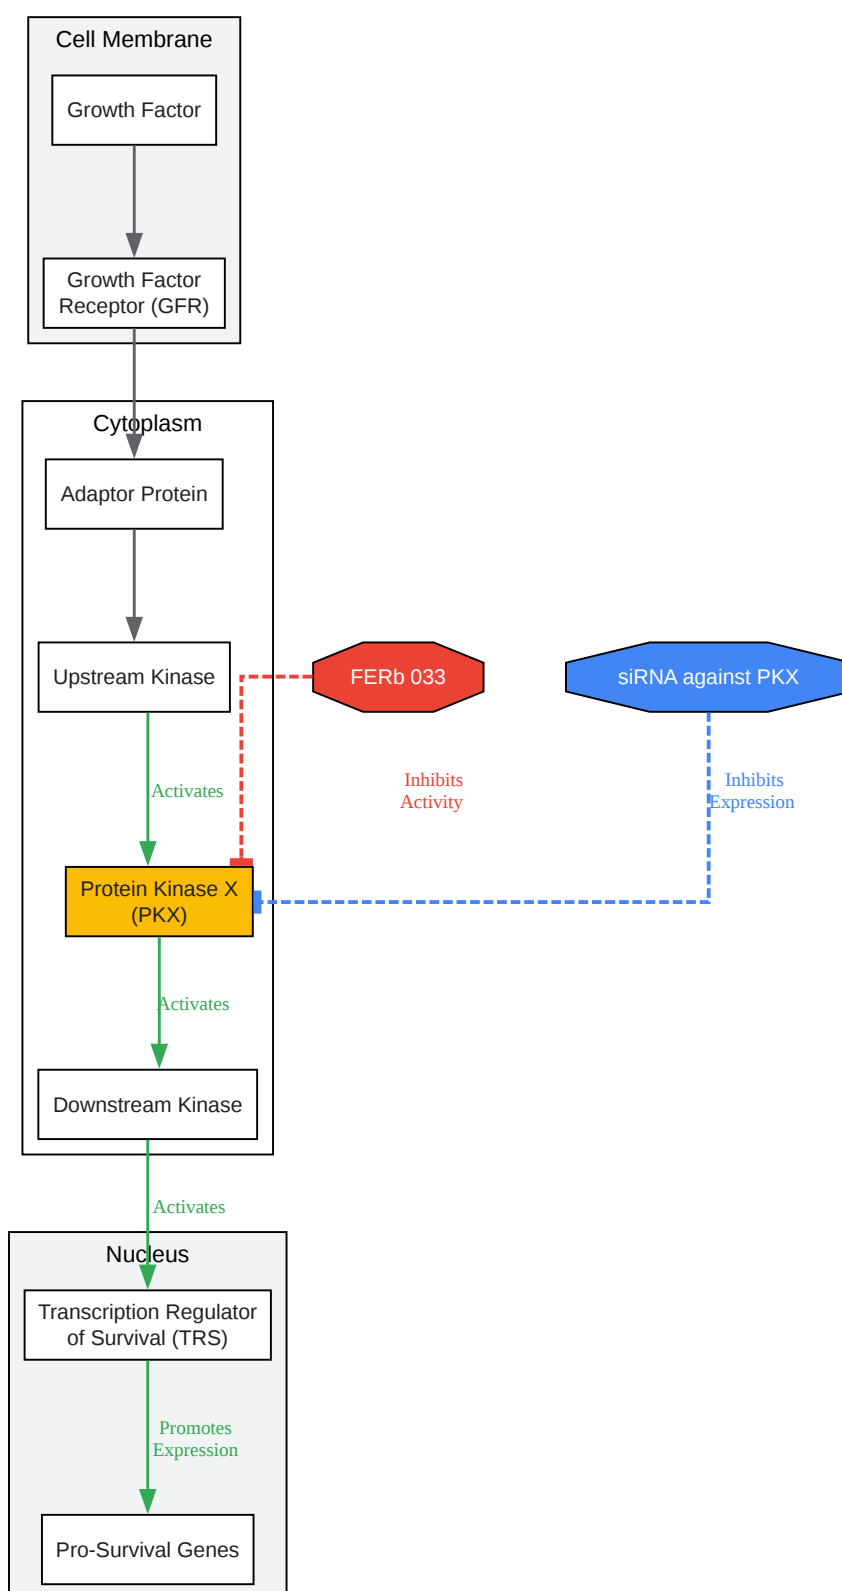 Cell Membrane
Growth Factor
Growth Factor
Receptor (GFR)
Cytoplasm
Adaptor Protein
Upstream Kinase
FERb 033
siRNA against PKX
Activates
Inhibits
Activity
Inhibits
Expression
Protein Kinase X
(PKX)
Activates
Downstream Kinase
Activates
Nucleus
Transcription Regulator
of Survival (TRS)
Promotes
Expression
Pro-Survival Genes